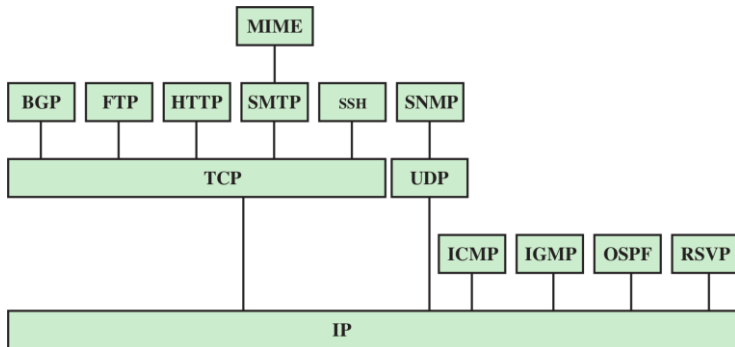 MIME
BGP FTP HTTP SMTP SSH SNMP
TCP UDP
ICMP IGMP OSPF RSVP
IP